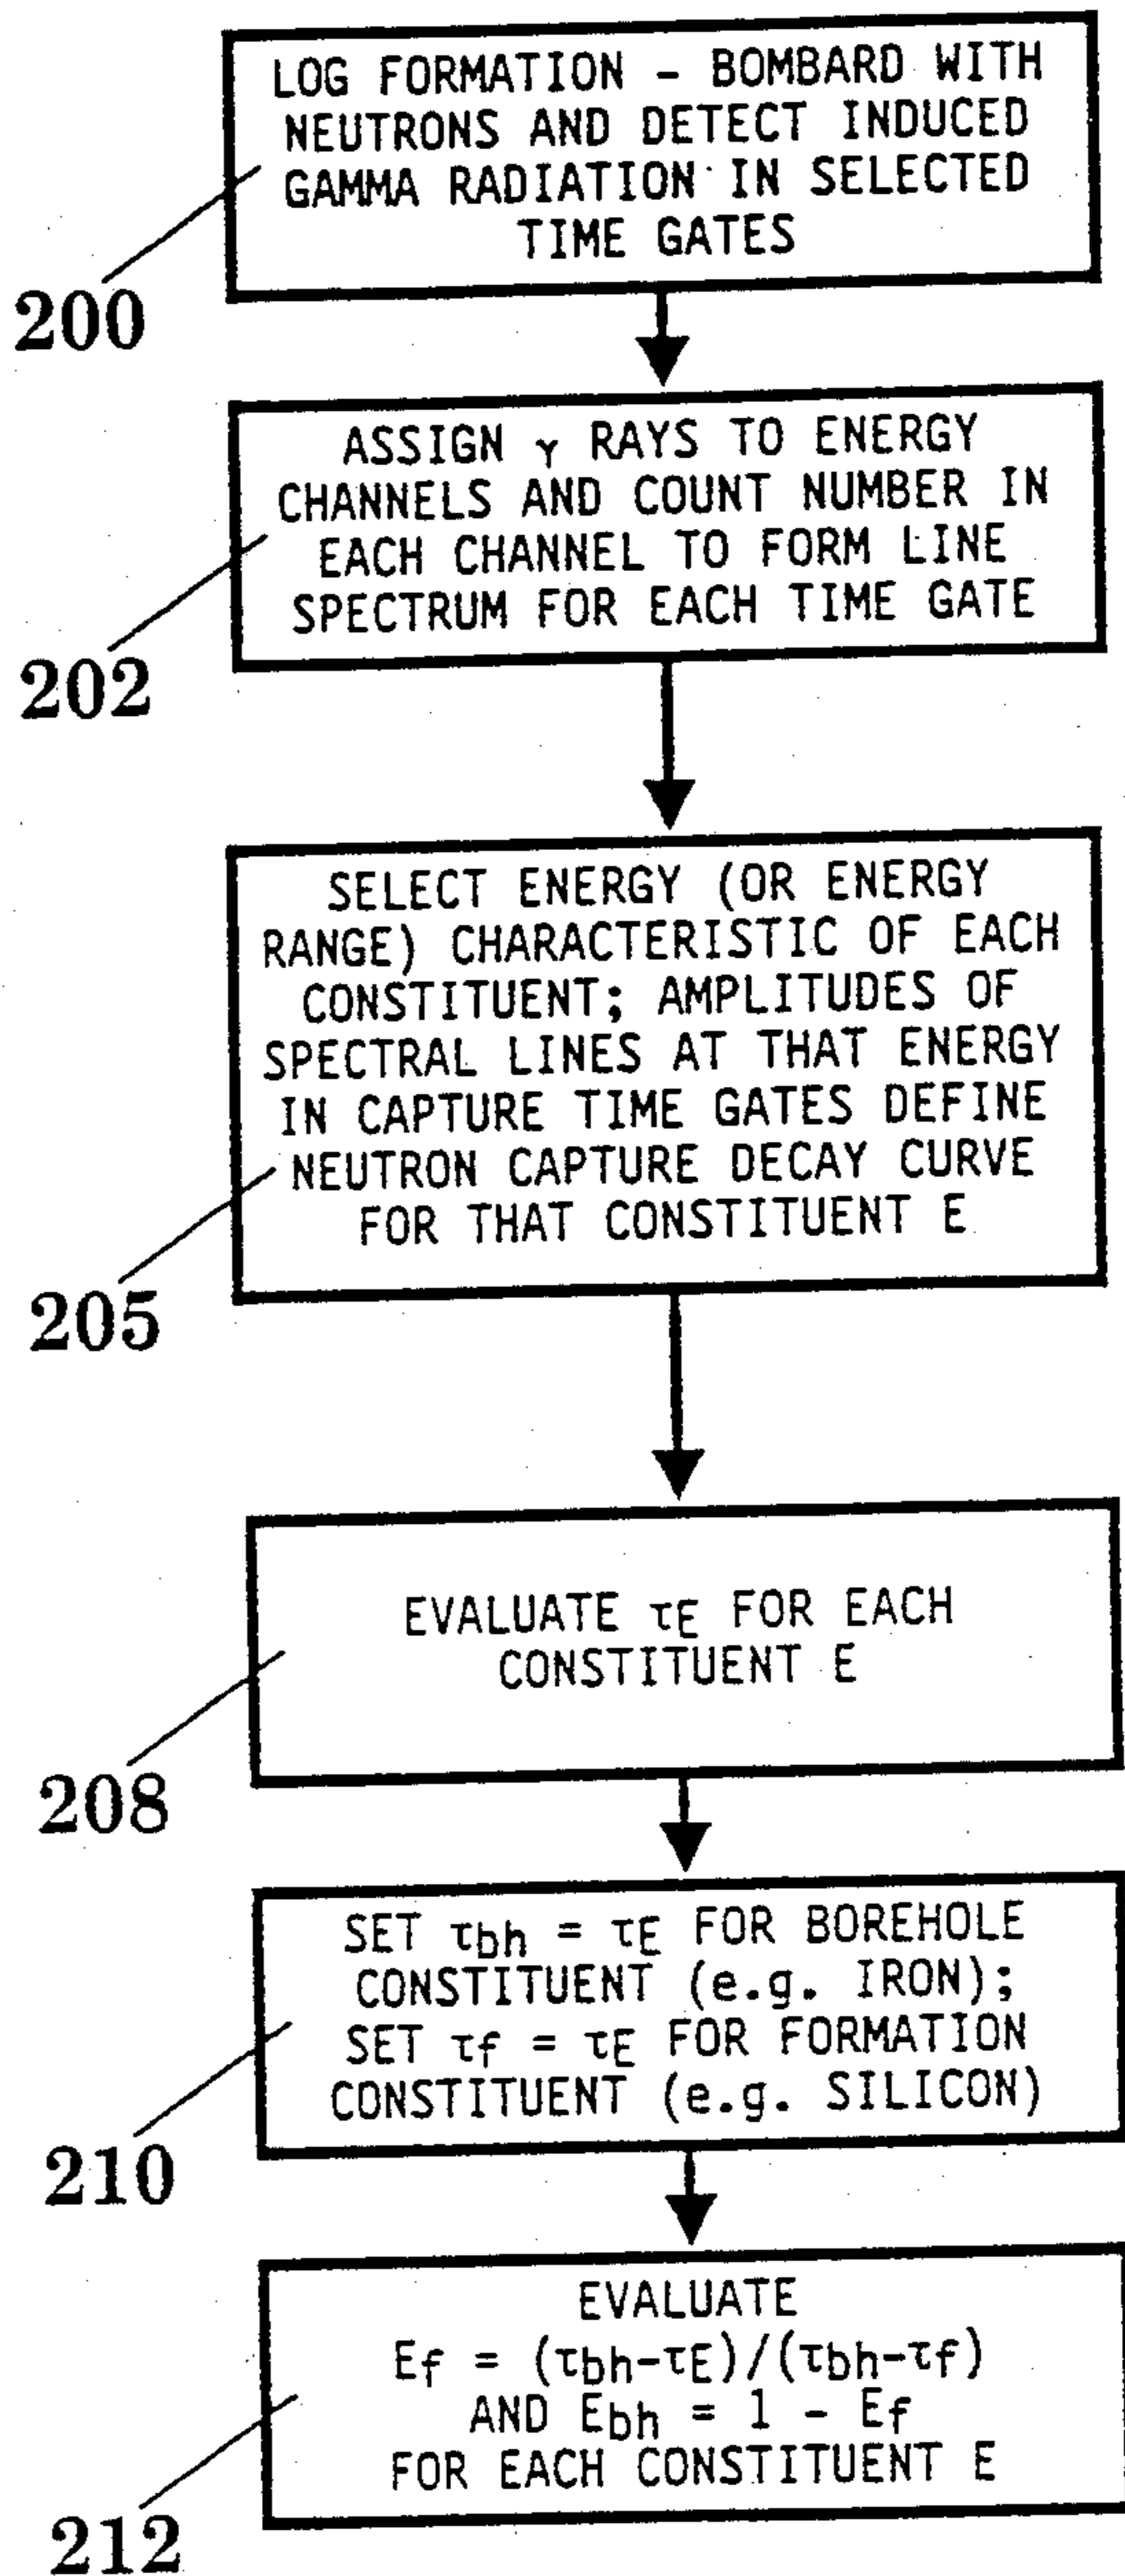 LOG FORMATION - BOMBARD WITH
NEUTRONS AND DETECT INDUCED
GAMMA RADIATION IN SELECTED
TIME GATES
200
ASSIGN γ RAYS TO ENERGY
CHANNELS AND COUNT NUMBER IN
EACH CHANNEL TO FORM LINE
SPECTRUM FOR EACH TIME GATE
202
SELECT ENERGY (OR ENERGY
RANGE) CHARACTERISTIC OF EACH
CONSTITUENT; AMPLITUDES OF
SPECTRAL LINES AT THAT ENERGY
IN CAPTURE TIME GATES DEFINE
NEUTRON CAPTURE DECAY CURVE
FOR THAT CONSTITUENT E
205
EVALUATE τE FOR EACH
CONSTITUENT E
208
SET τbh = τE FOR BOREHOLE
CONSTITUENT (e.g. IRON);
SET τf = τE FOR FORMATION
CONSTITUENT (e.g. SILICON)
210
EVALUATE
Ef = (τbh-τE)/(τbh-τf)
AND Ebh = 1 - Ef
FOR EACH CONSTITUENT E
212